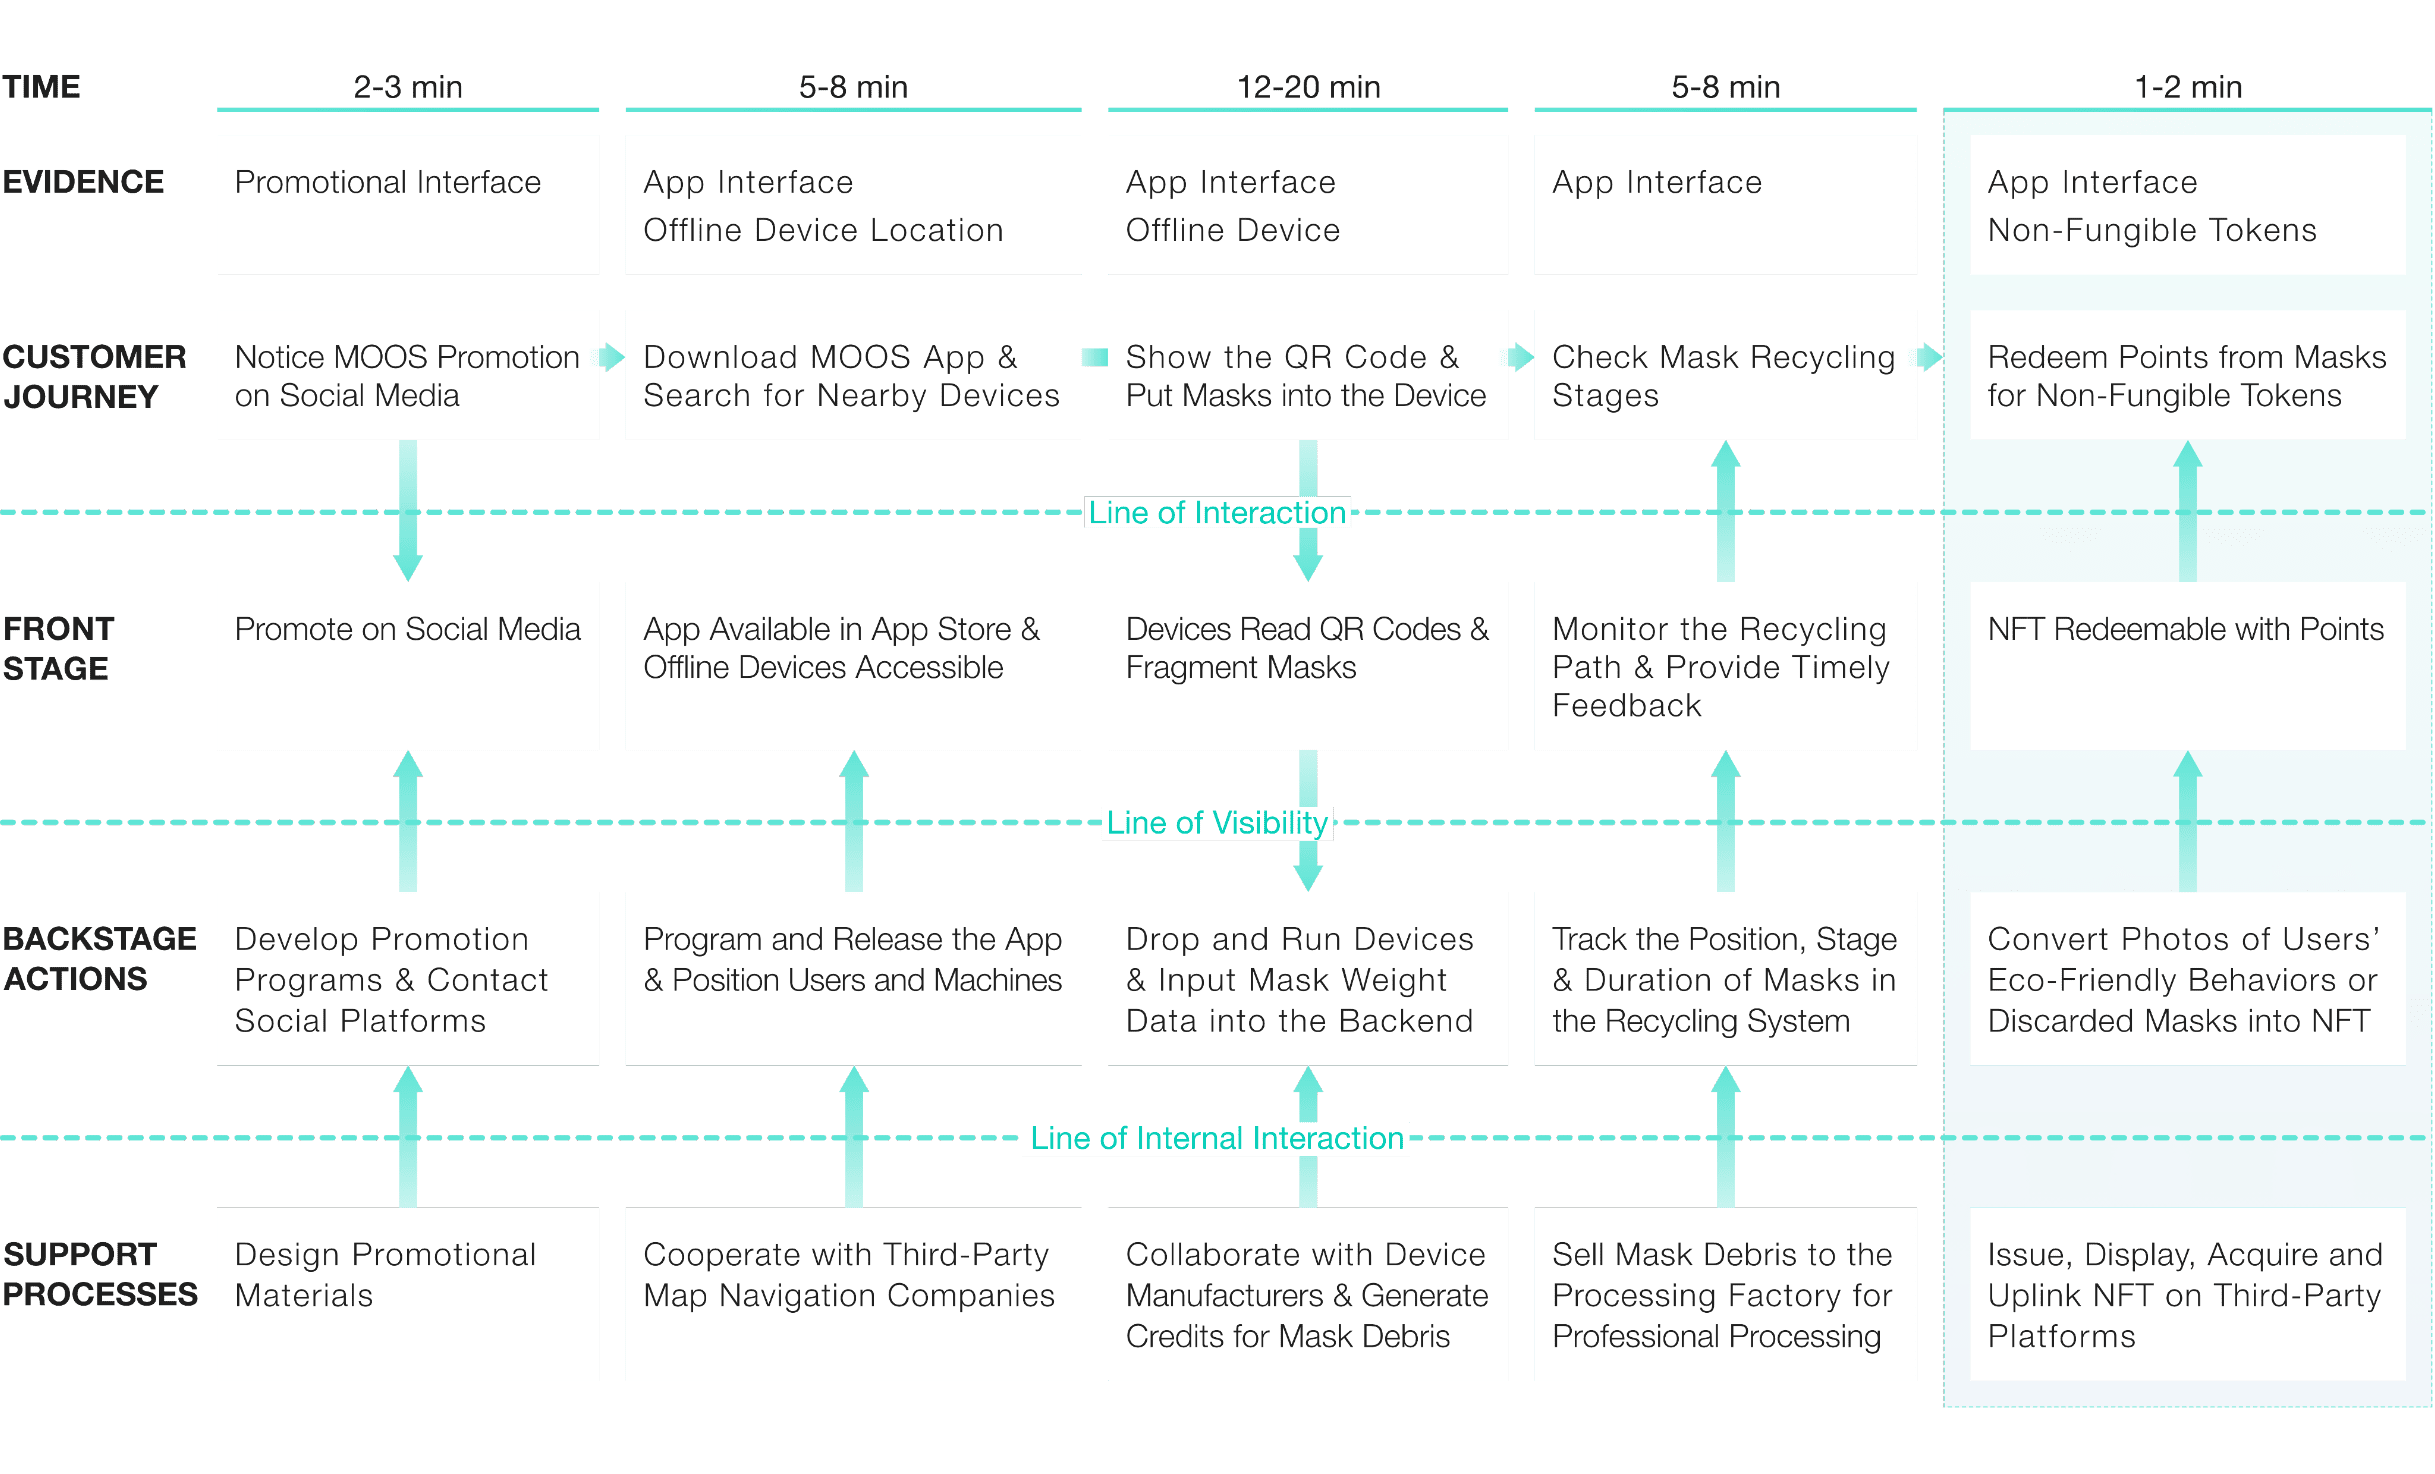 TIME
2-3 min
5-8 min
12-20 min
5-8 min
1-2 min
EVIDENCE
Promotional Interface
App Interface
Offline Device Location
App Interface
Offline Device
App Interface
App Interface
Non-Fungible Tokens
CUSTOMER
JOURNEY
Notice MOOS Promotion
on Social Media
Download MOOS App &
Search for Nearby Devices
Show the QR Code &
Put Masks into the Device
Check Mask Recycling
Stages
Redeem Points from Masks
for Non-Fungible Tokens
Line of Interaction
FRONT
STAGE
Promote on Social Media
App Available in App Store &
Offline Devices Accessible
Devices Read QR Codes &
Fragment Masks
Monitor the Recycling
Path & Provide Timely
Feedback
NFT Redeemable with Points
Line of Visibility
BACKSTAGE
ACTIONS
Develop Promotion
Programs & Contact
Social Platforms
Program and Release the App
& Position Users and Machines
Drop and Run Devices
& Input Mask Weight
Data into the Backend
Track the Position, Stage
& Duration of Masks in
the Recycling System
Convert Photos of Users’
Eco-Friendly Behaviors or
Discarded Masks into NFT
Line of Internal Interaction
SUPPORT
PROCESSES
Design Promotional
Materials
Cooperate with Third-Party
Map Navigation Companies
Collaborate with Device
Manufacturers & Generate
Credits for Mask Debris
Sell Mask Debris to the
Processing Factory for
Professional Processing
Issue, Display, Acquire and
Uplink NFT on Third-Party
Platforms